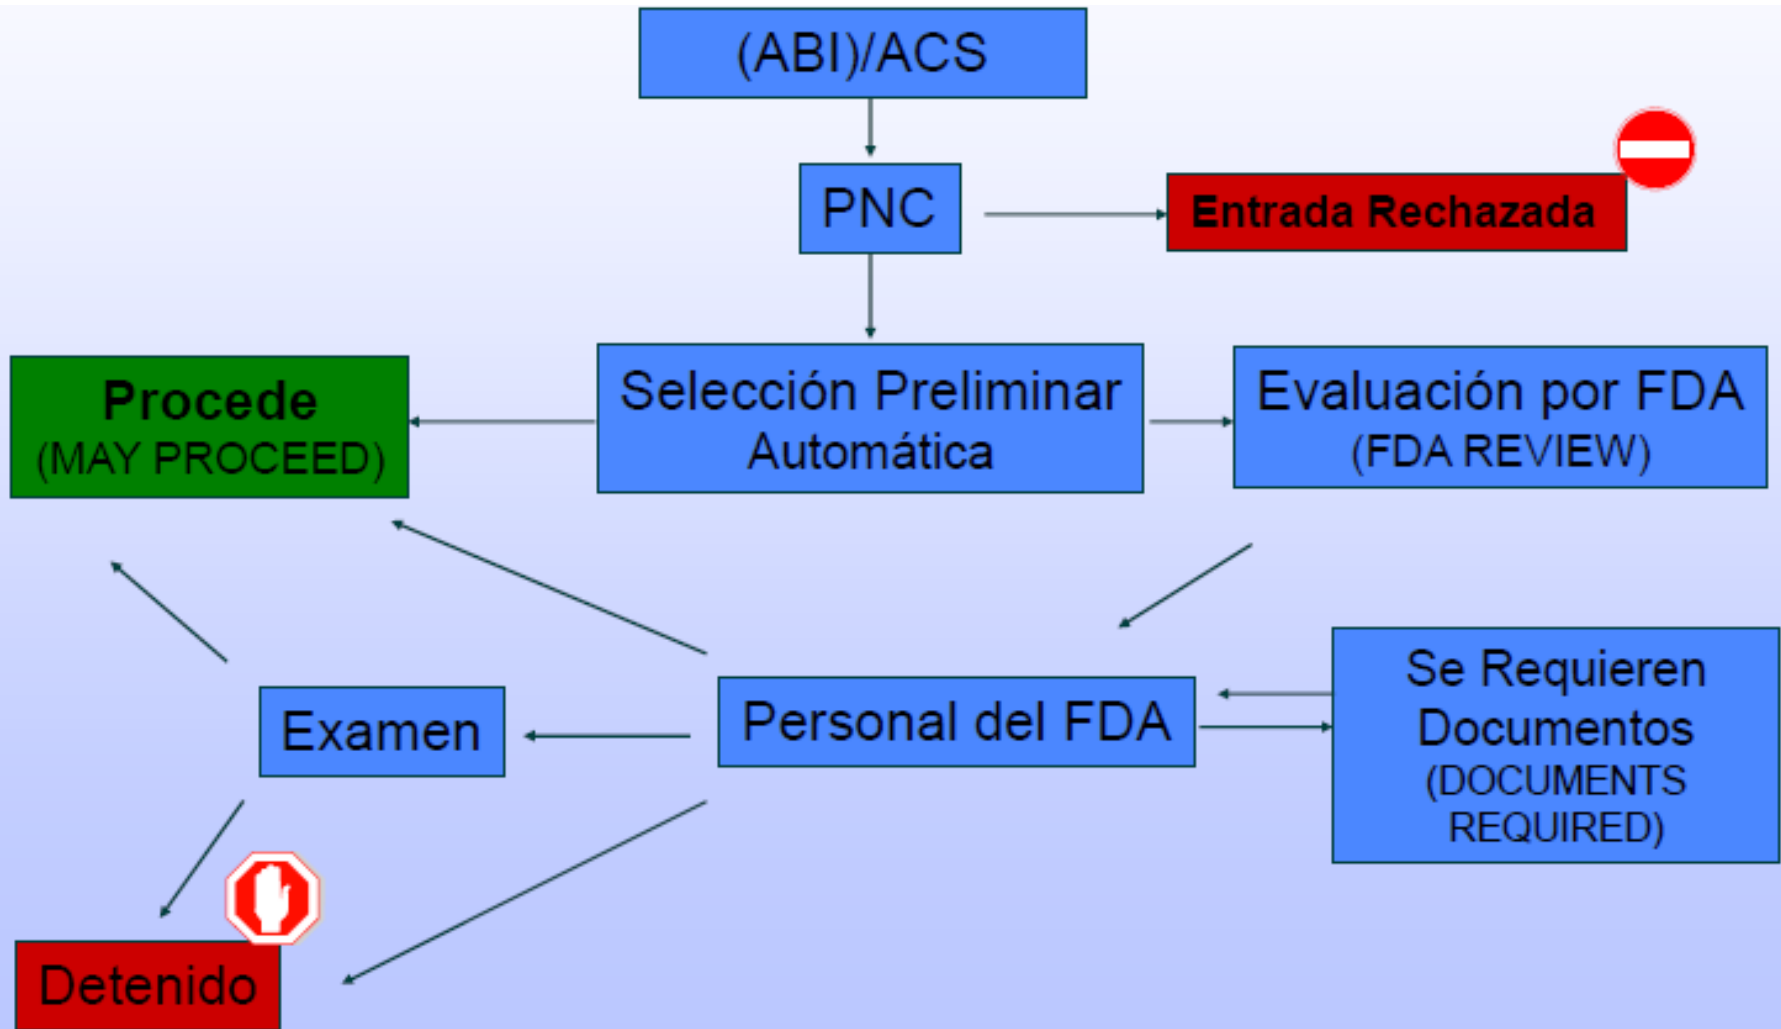 (ABI)/ACS
PNC
Entrada Rechazada
Procede
(MAY PROCEED)
Selección Preliminar
Automática
Evaluación por FDA
(FDA REVIEW)
Examen
Personal del FDA
Se Requieren
Documentos
(DOCUMENTS
REQUIRED)
Detenido